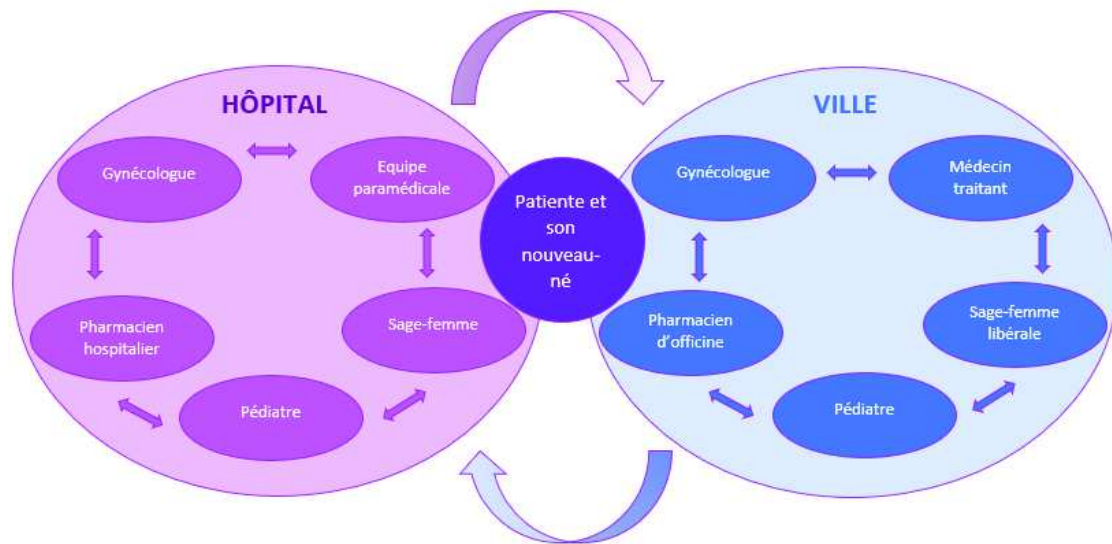 HÔPITAL
Gynécologue
Equipe
paramédicale
Pharmacien
hospitalier
Sage-femme
Pédiatre
Patiente et
son
nouveau-
né
VILLE
Gynécologue
Médecin
traitant
Pharmacien
d'officine
Sage-femme
libérale
Pédiatre